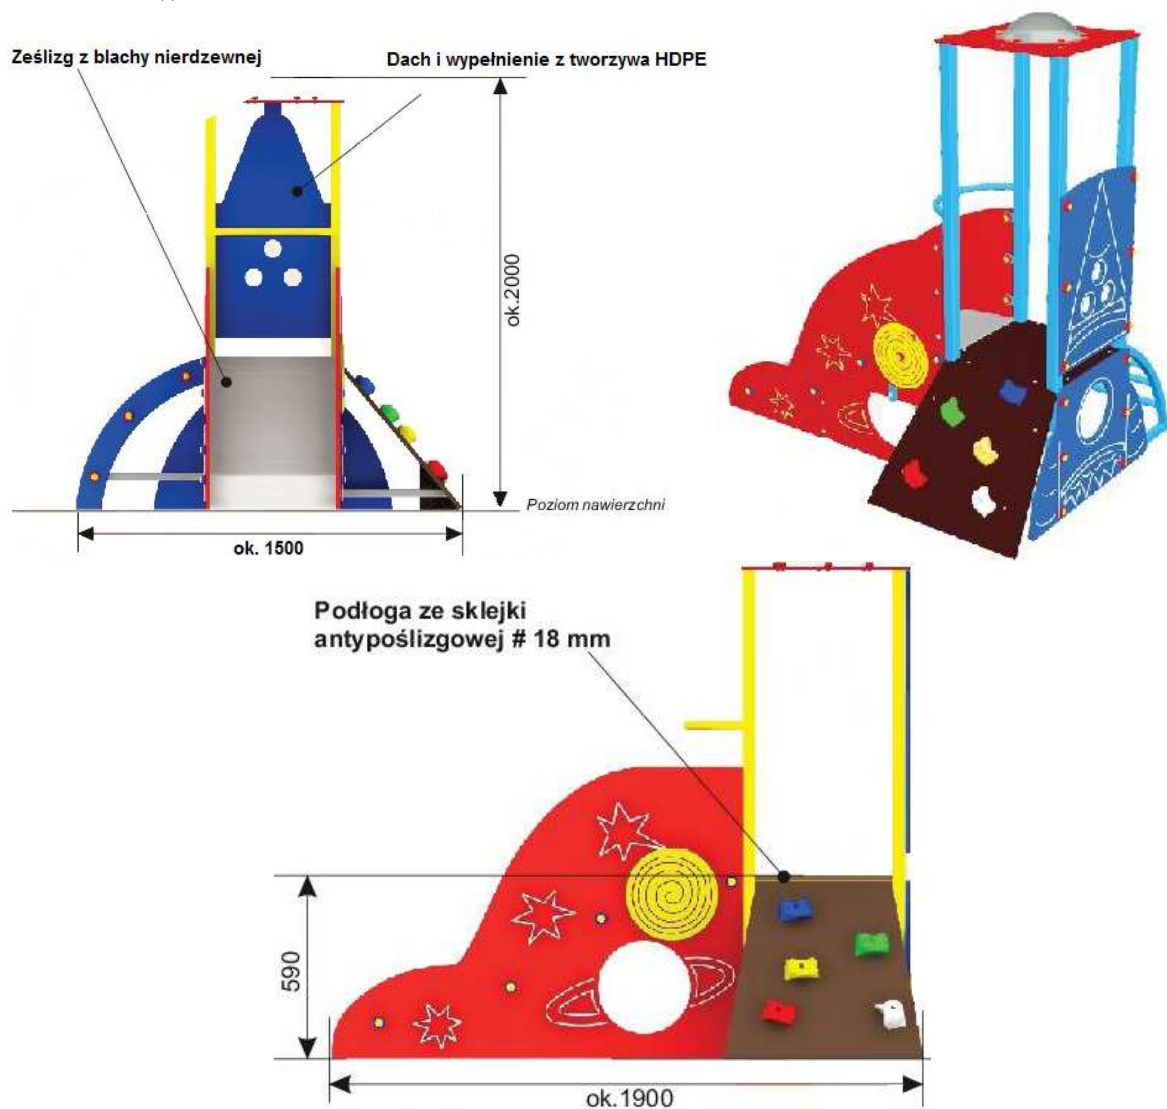 Ześlizg z blachy nierdzewnej
Dach i wypełnienie z tworzywa HDPE
ok.2000
Poziom nawierzchni
ok. 1500
Podłoga ze sklejki
antypoślizgowej # 18 mm
590
ok.1900